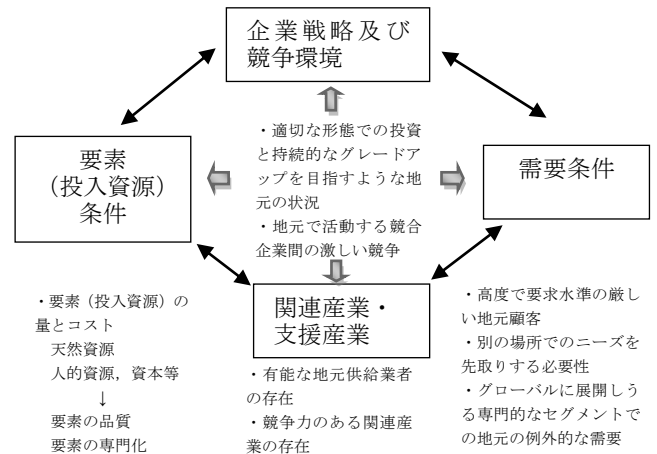 企業戦略及び
競争環境
・適切な形態での投資
と持続的なグレードア
ップを目指すような地
元の状況
・地元で活動する競合
企業間の激しい競争
要素
（投入資源）
条件
需要条件
・要素（投入資源）の
量とコスト
天然資源
人的資源，資本等
↓
要素の品質
要素の専門化
関連産業・
支援産業
・有能な地元供給業者
の存在
・競争力のある関連産
業の存在
・高度で要求水準の厳し
い地元顧客
・別の場所でのニーズを
先取りする必要性
・グローバルに展開しう
る専門的なセグメントで
の地元の例外的な需要